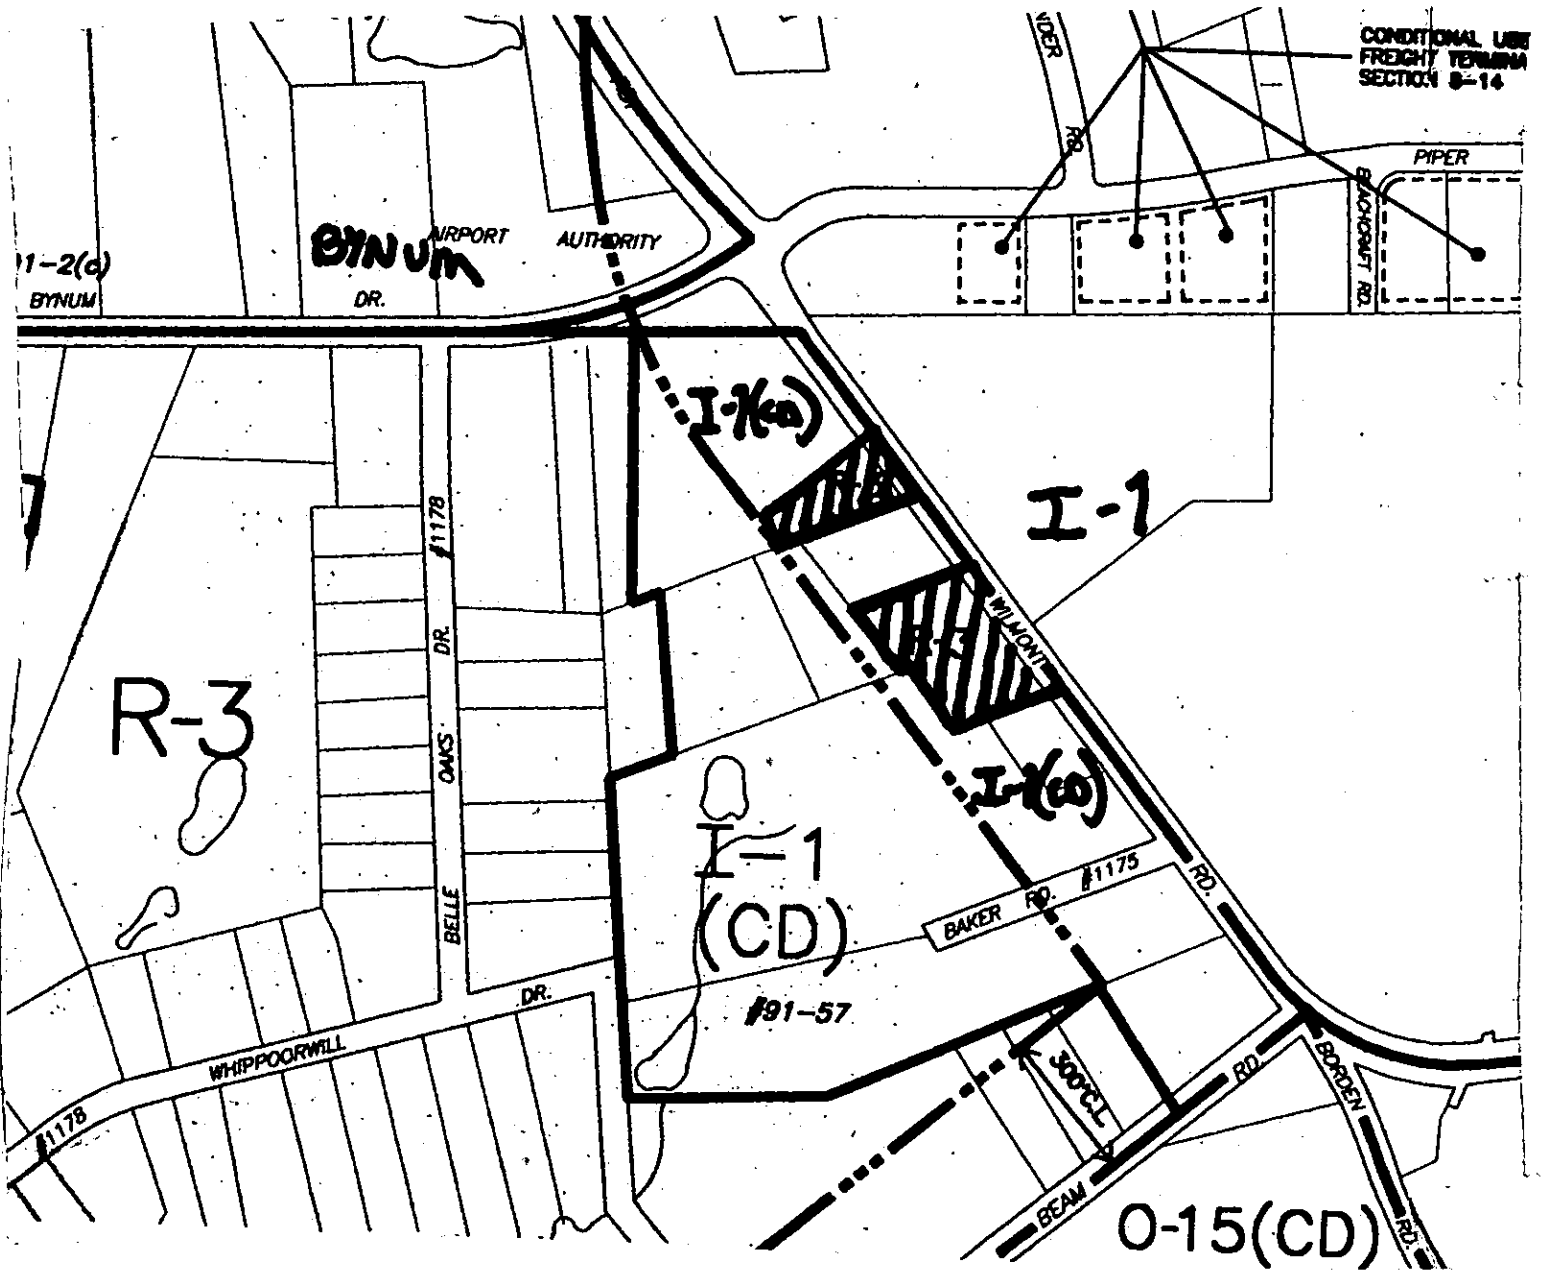 CONDITIONAL USE
FREIGHT TERMINA
SECTION 8-14
RD.
PIPER
BEACHCRAFT RD.
BYNUM
AIRPORT
AUTHORITY
1-2(c)
BYNUM
DR.
I-1(CD)
I-1
#1178
DR.
OAKS
BELLE
WILMONT
RD.
R-3
I-1(CD)
I-1
(CD)
#91-57
BAKER RD. #1175
WHIPPOORWILL
DR.
#1178
300' C.L.
BEAM
RD.
BORDEN
RD.
O-15(CD)